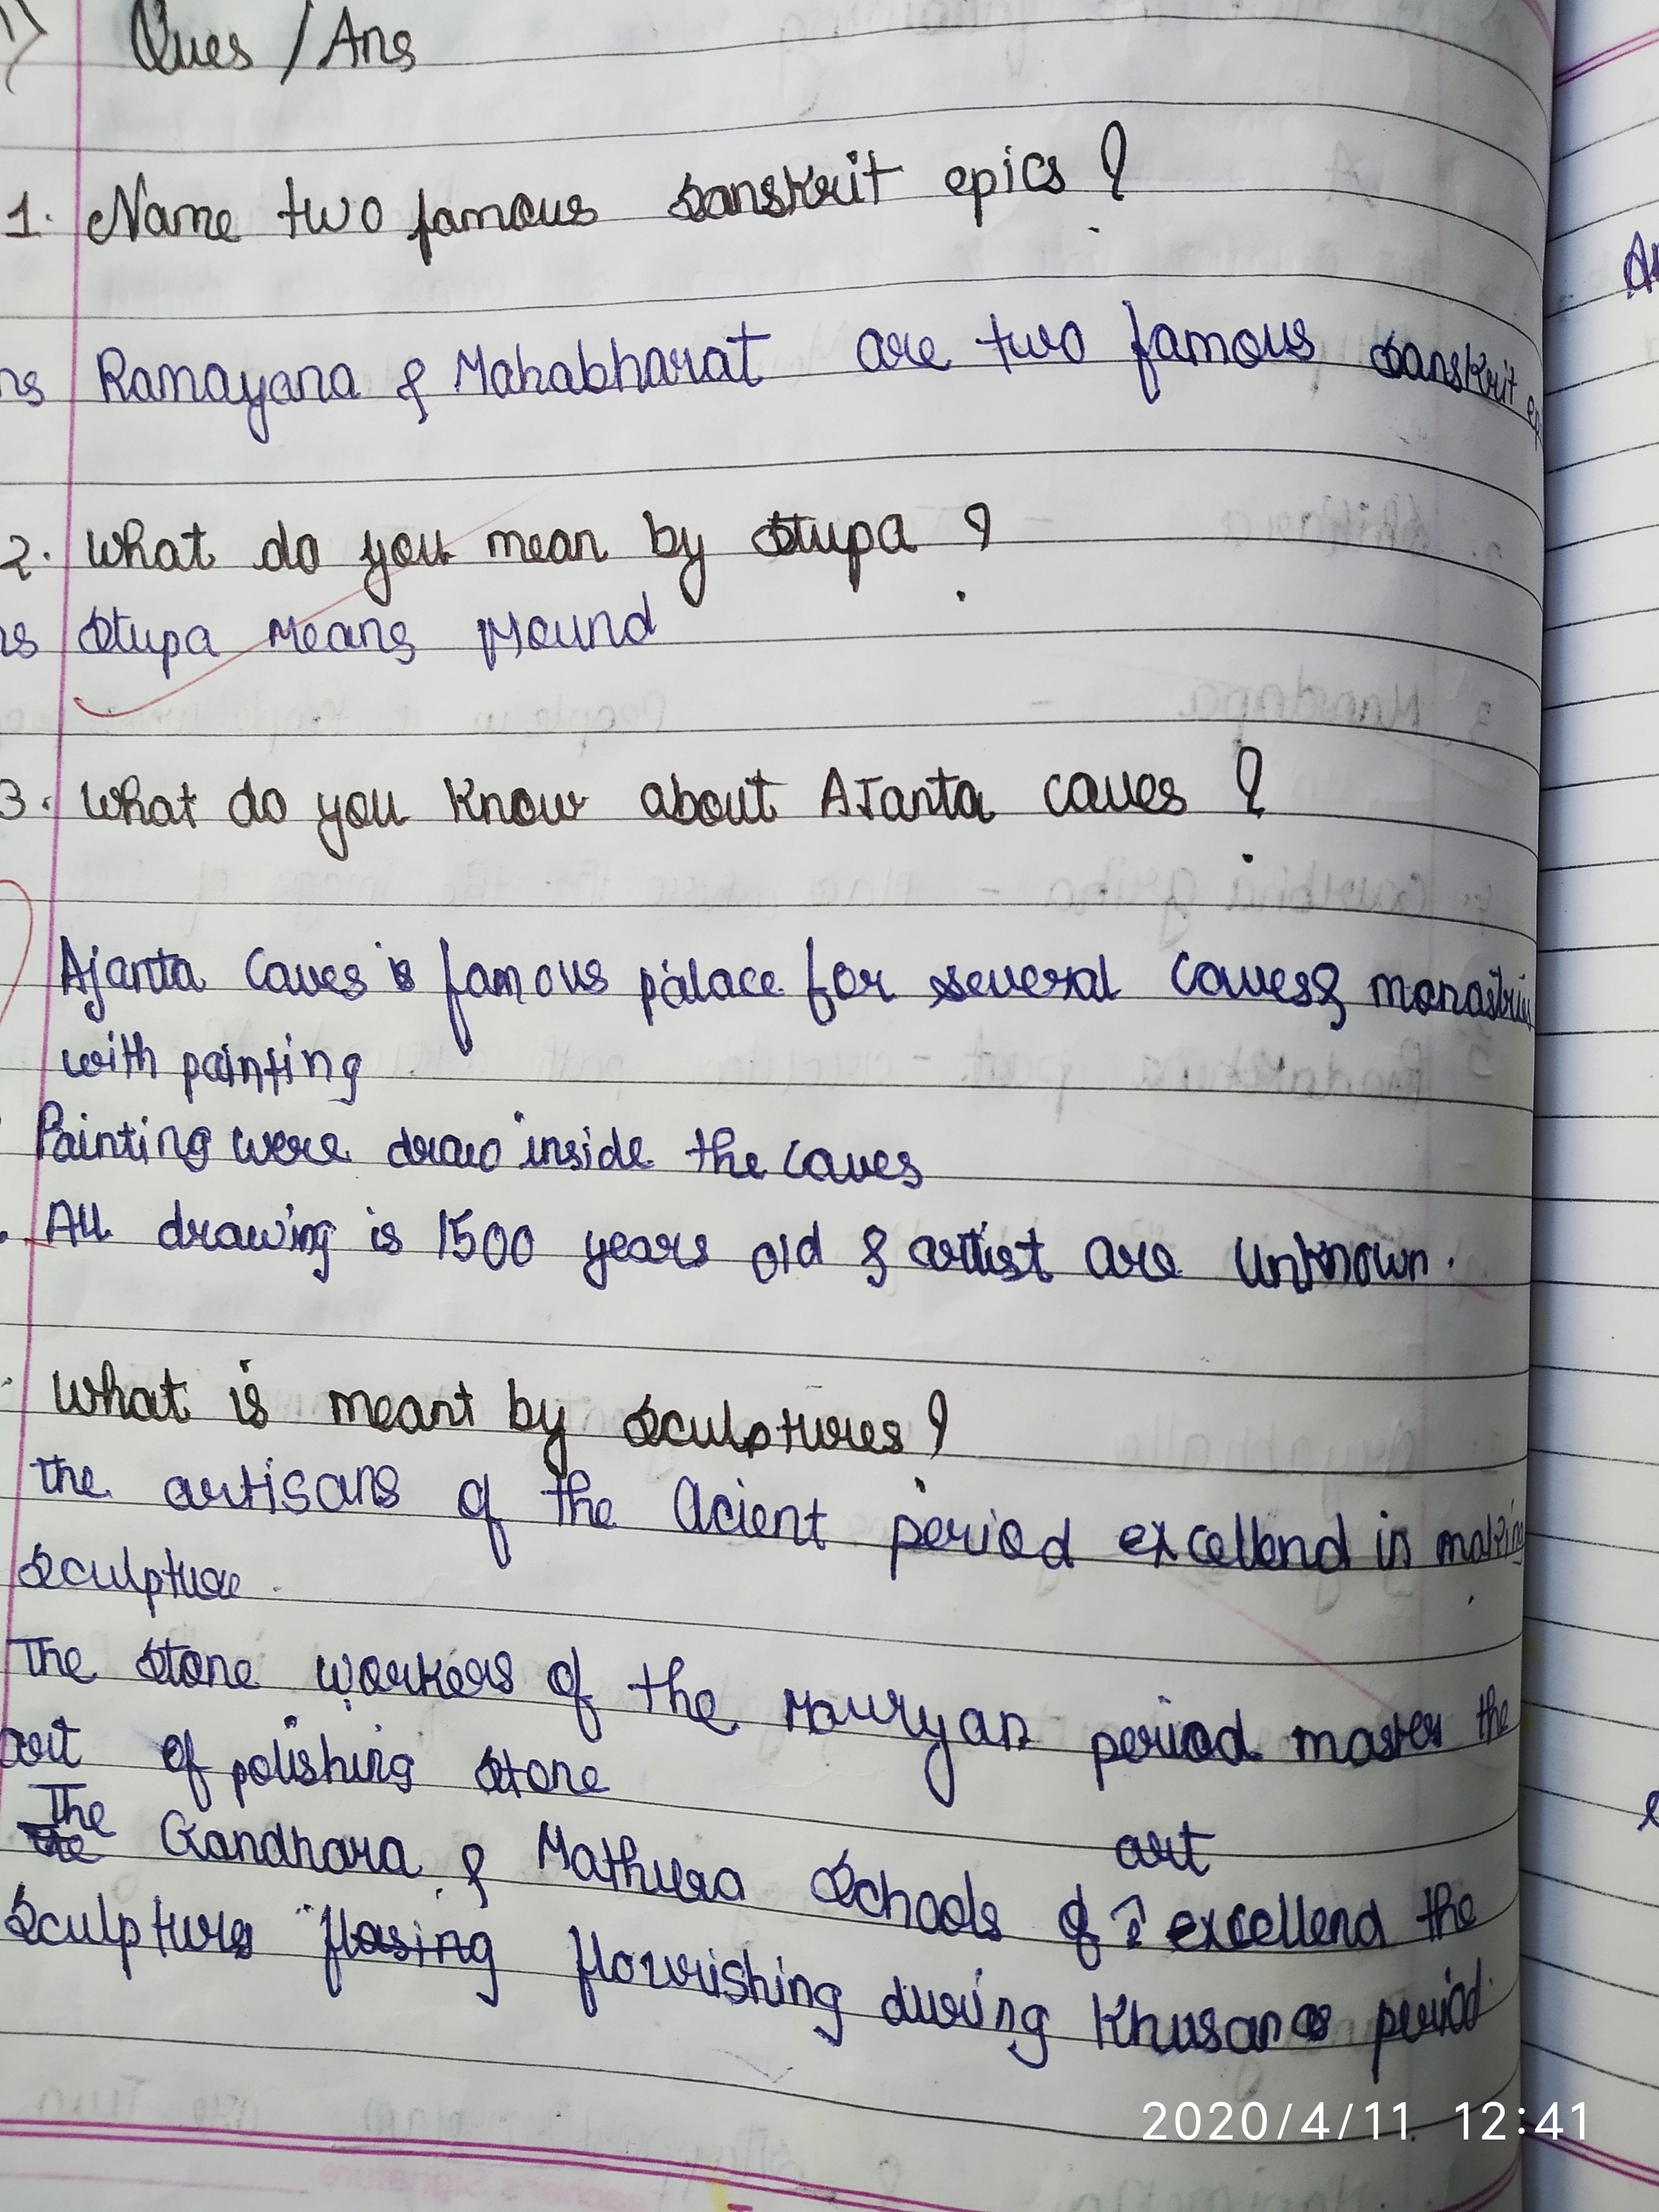 1) Ques / Ans
1. Name two famous Sanskrit epics ?
ns Ramayana & Mahabharat are two famous Sanskrit ep
2. What do you mean by Stupa ?
ns Stupa Means Mound
3. What do you know about AJanta caves ?
Ajanta Caves is famous palace for several caves & monastries
with painting
Painting were draw inside the caves
. All drawing is 1500 years old & artist are unknown.
. What is meant by Sculptures ?
the artisans of the Acient period excellend in making
Sculpture.
The stone workers of the Mauryan period master the
art of polishing stone
The Gandhara & Mathura Schools of art excellend the
Sculpture flosing flourishing during Khusanas period.
2020/4/11 12:41